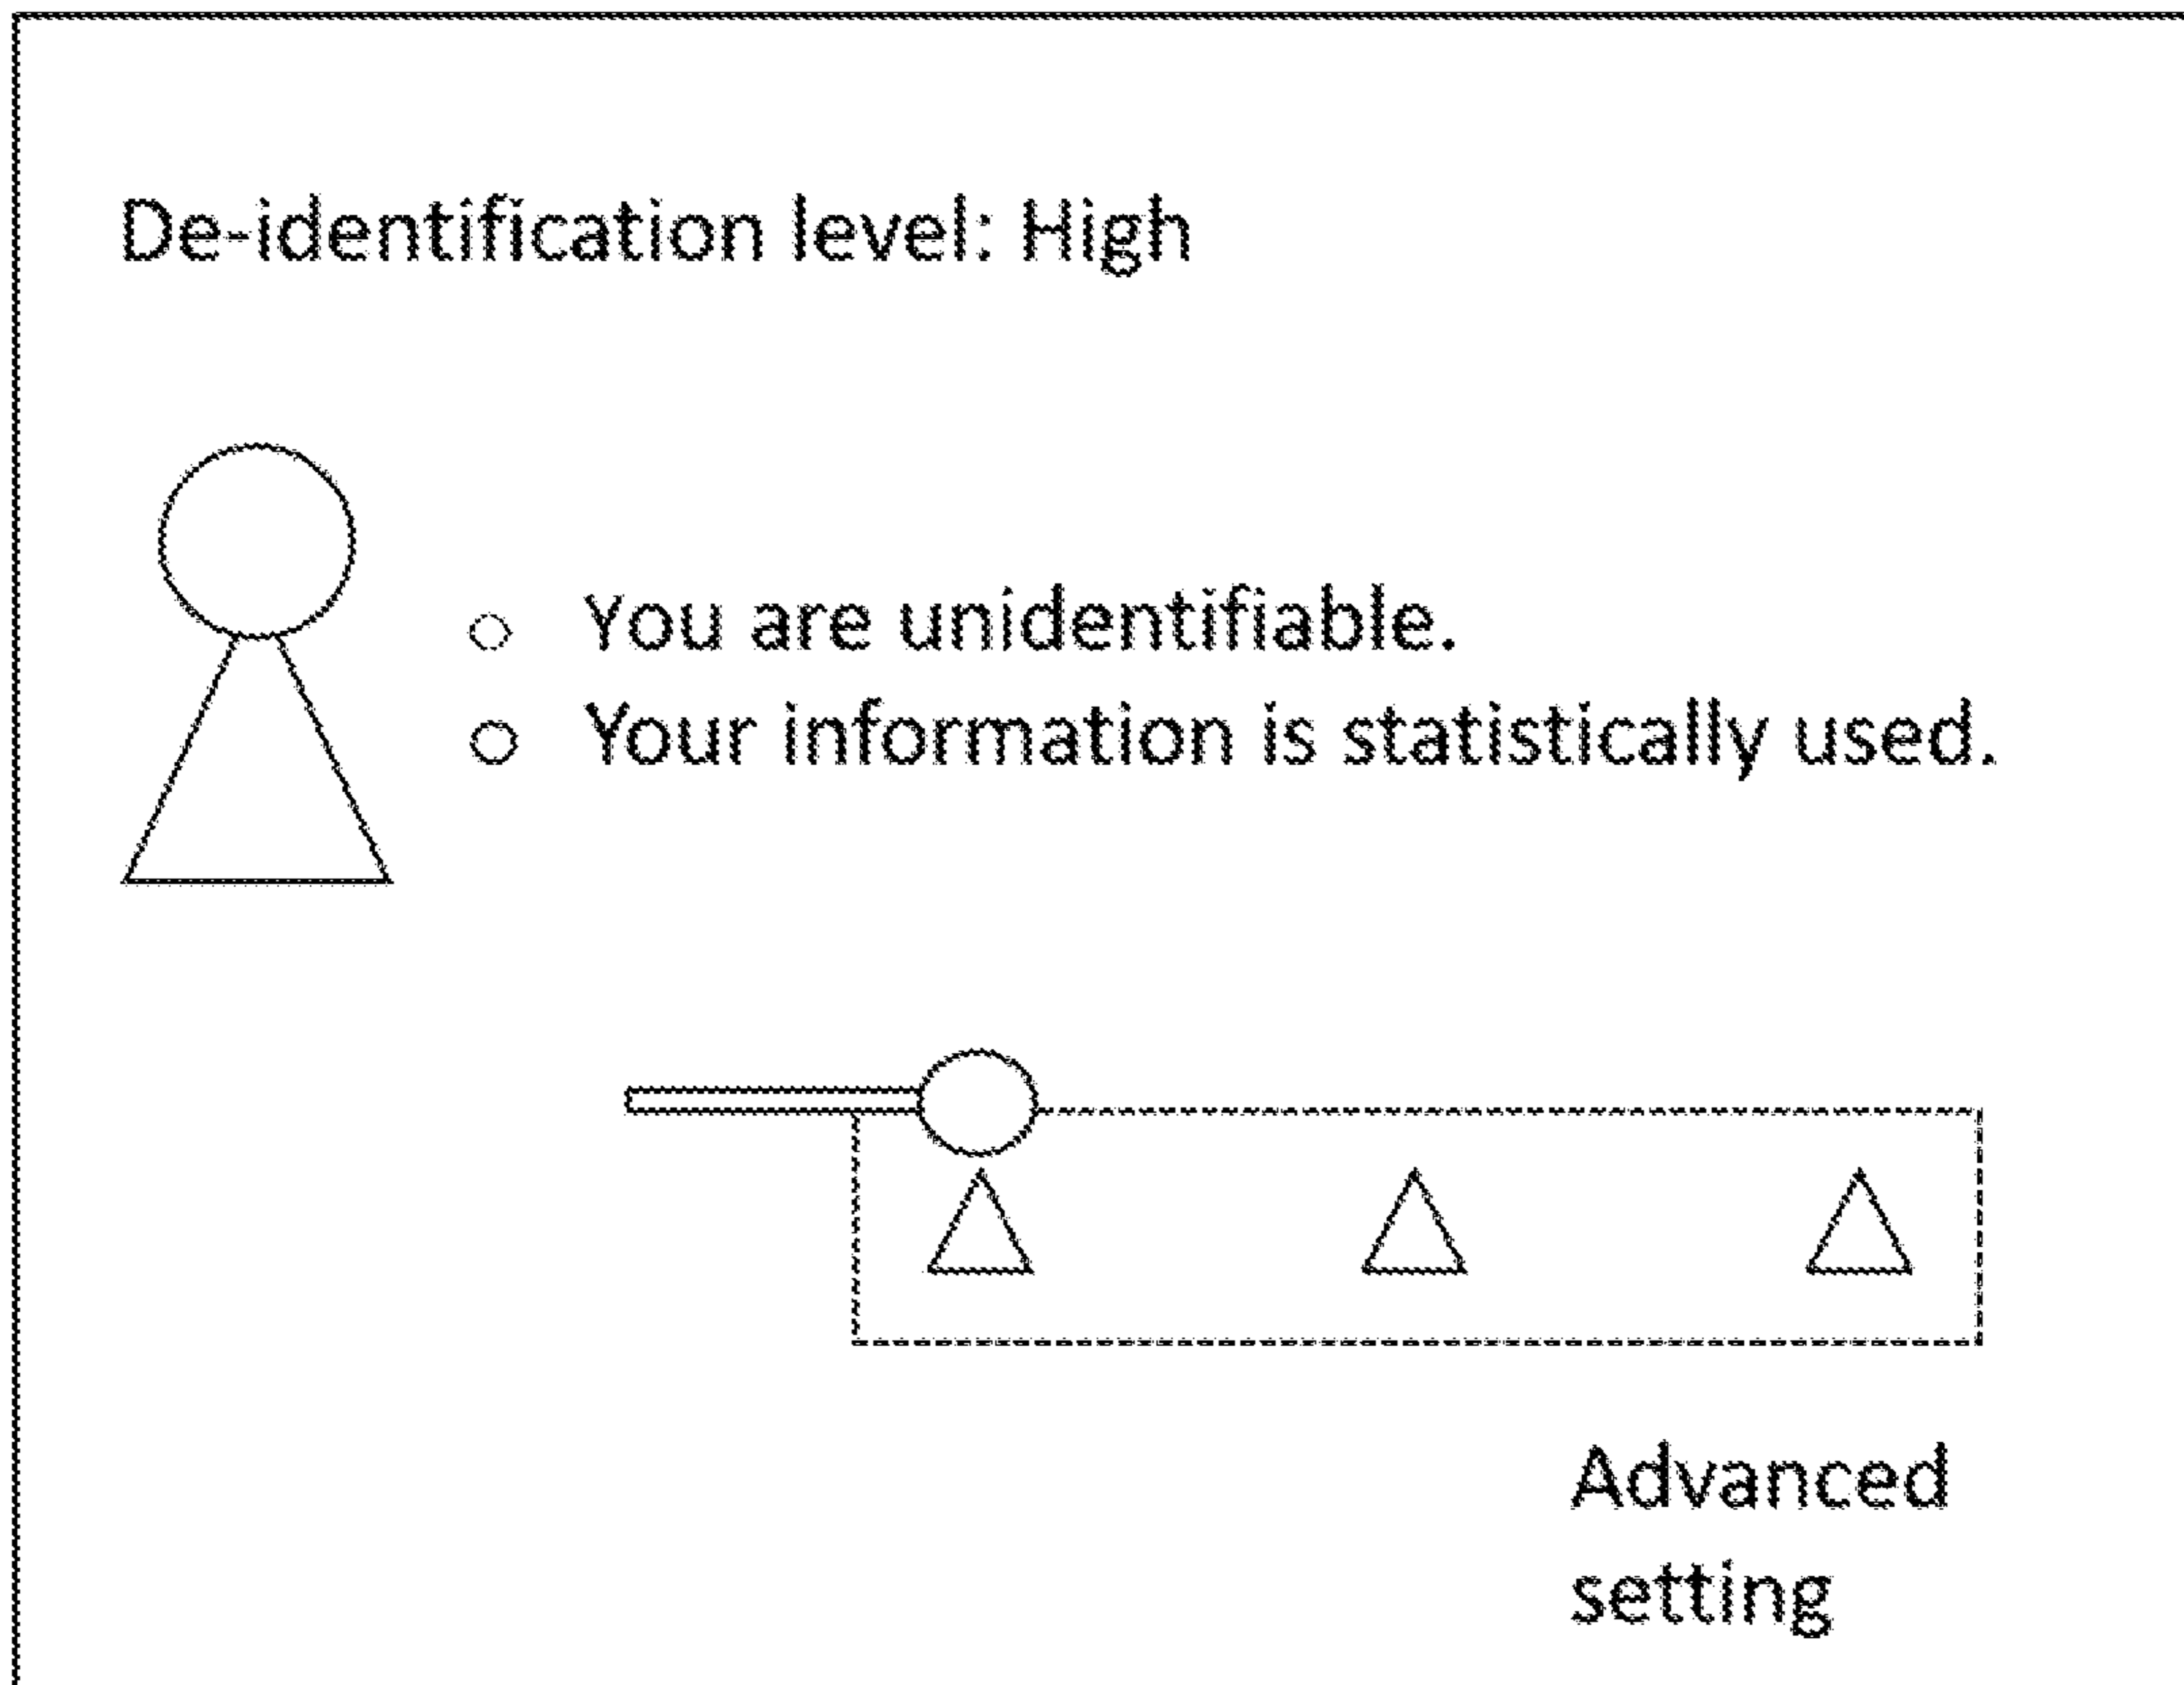 De-identification level: High
You are unidentifiable.
Your information is statistically used.
Advanced
setting